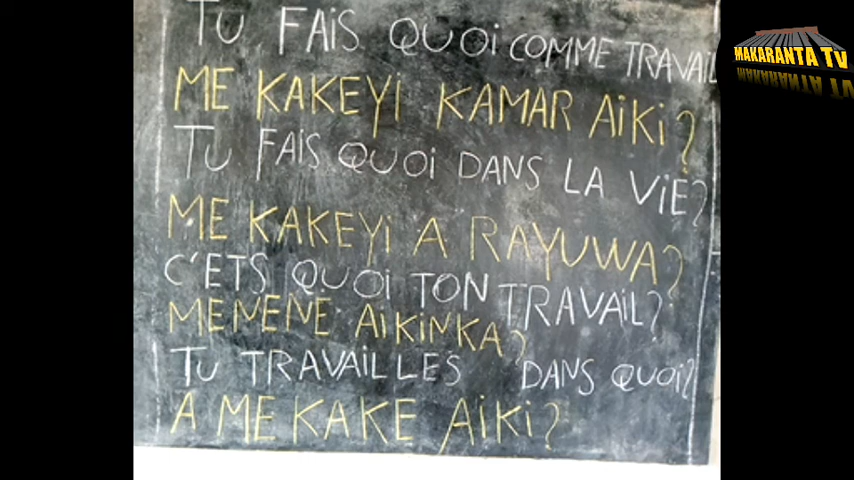 TU FAIS QUOI COMME TRAVAIL
MAKARANTA TV
ME KAKEYI KAMAR AIKI?
TU FAIS QUOI DANS LA VIE?
ME KAKEYI A RAYUWA?
C'ETS QUOI TON TRAVAIL?
MENENE AIKINKA?
TU TRAVAILLES DANS QUOI?
A ME KAKE AIKI?